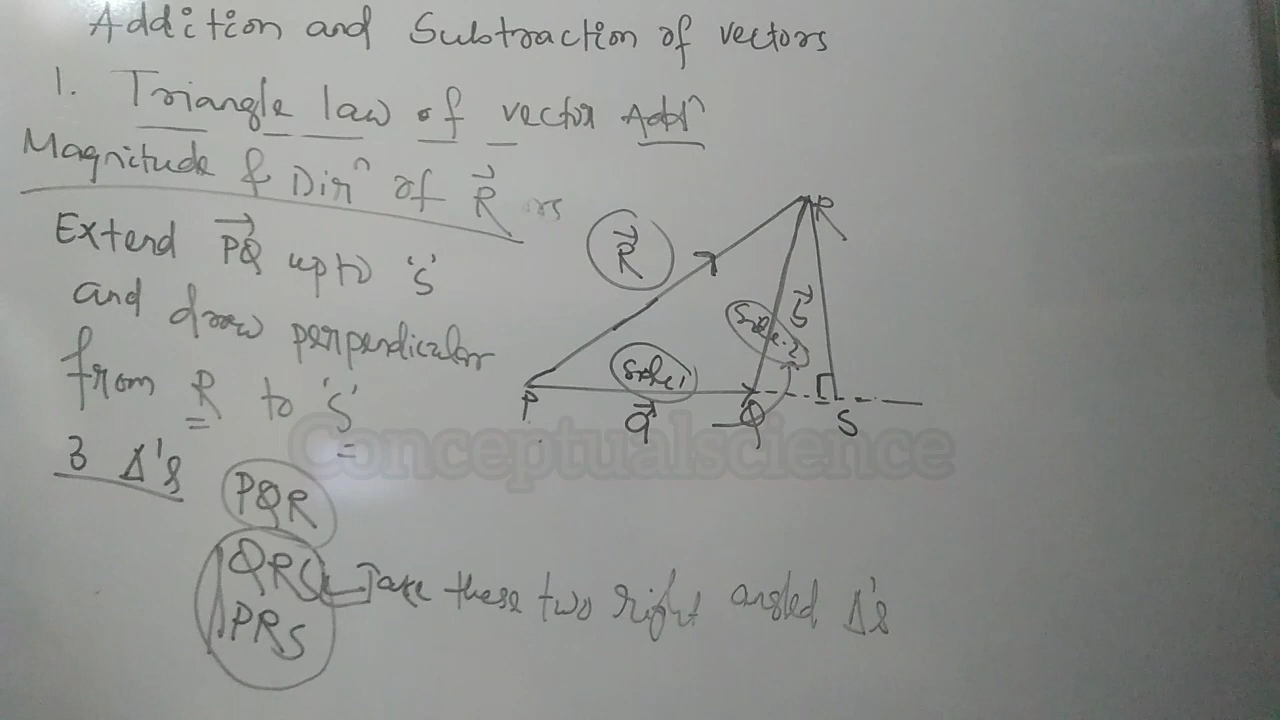 Addition and Subtraction of vectors
1. Triangle law of vector Addⁿ
Magnitude & Dirⁿ of R⃗ is
Extend P⃗Q⃗ upto 'S'
and draw perpendicular
from R to 'S'
3 Δ's
PQR
QRS Take these two right angled Δ's
PRS
R
R⃗
b⃗
Side 1
Side 2
P
a⃗
Q
S
Conceptualscience